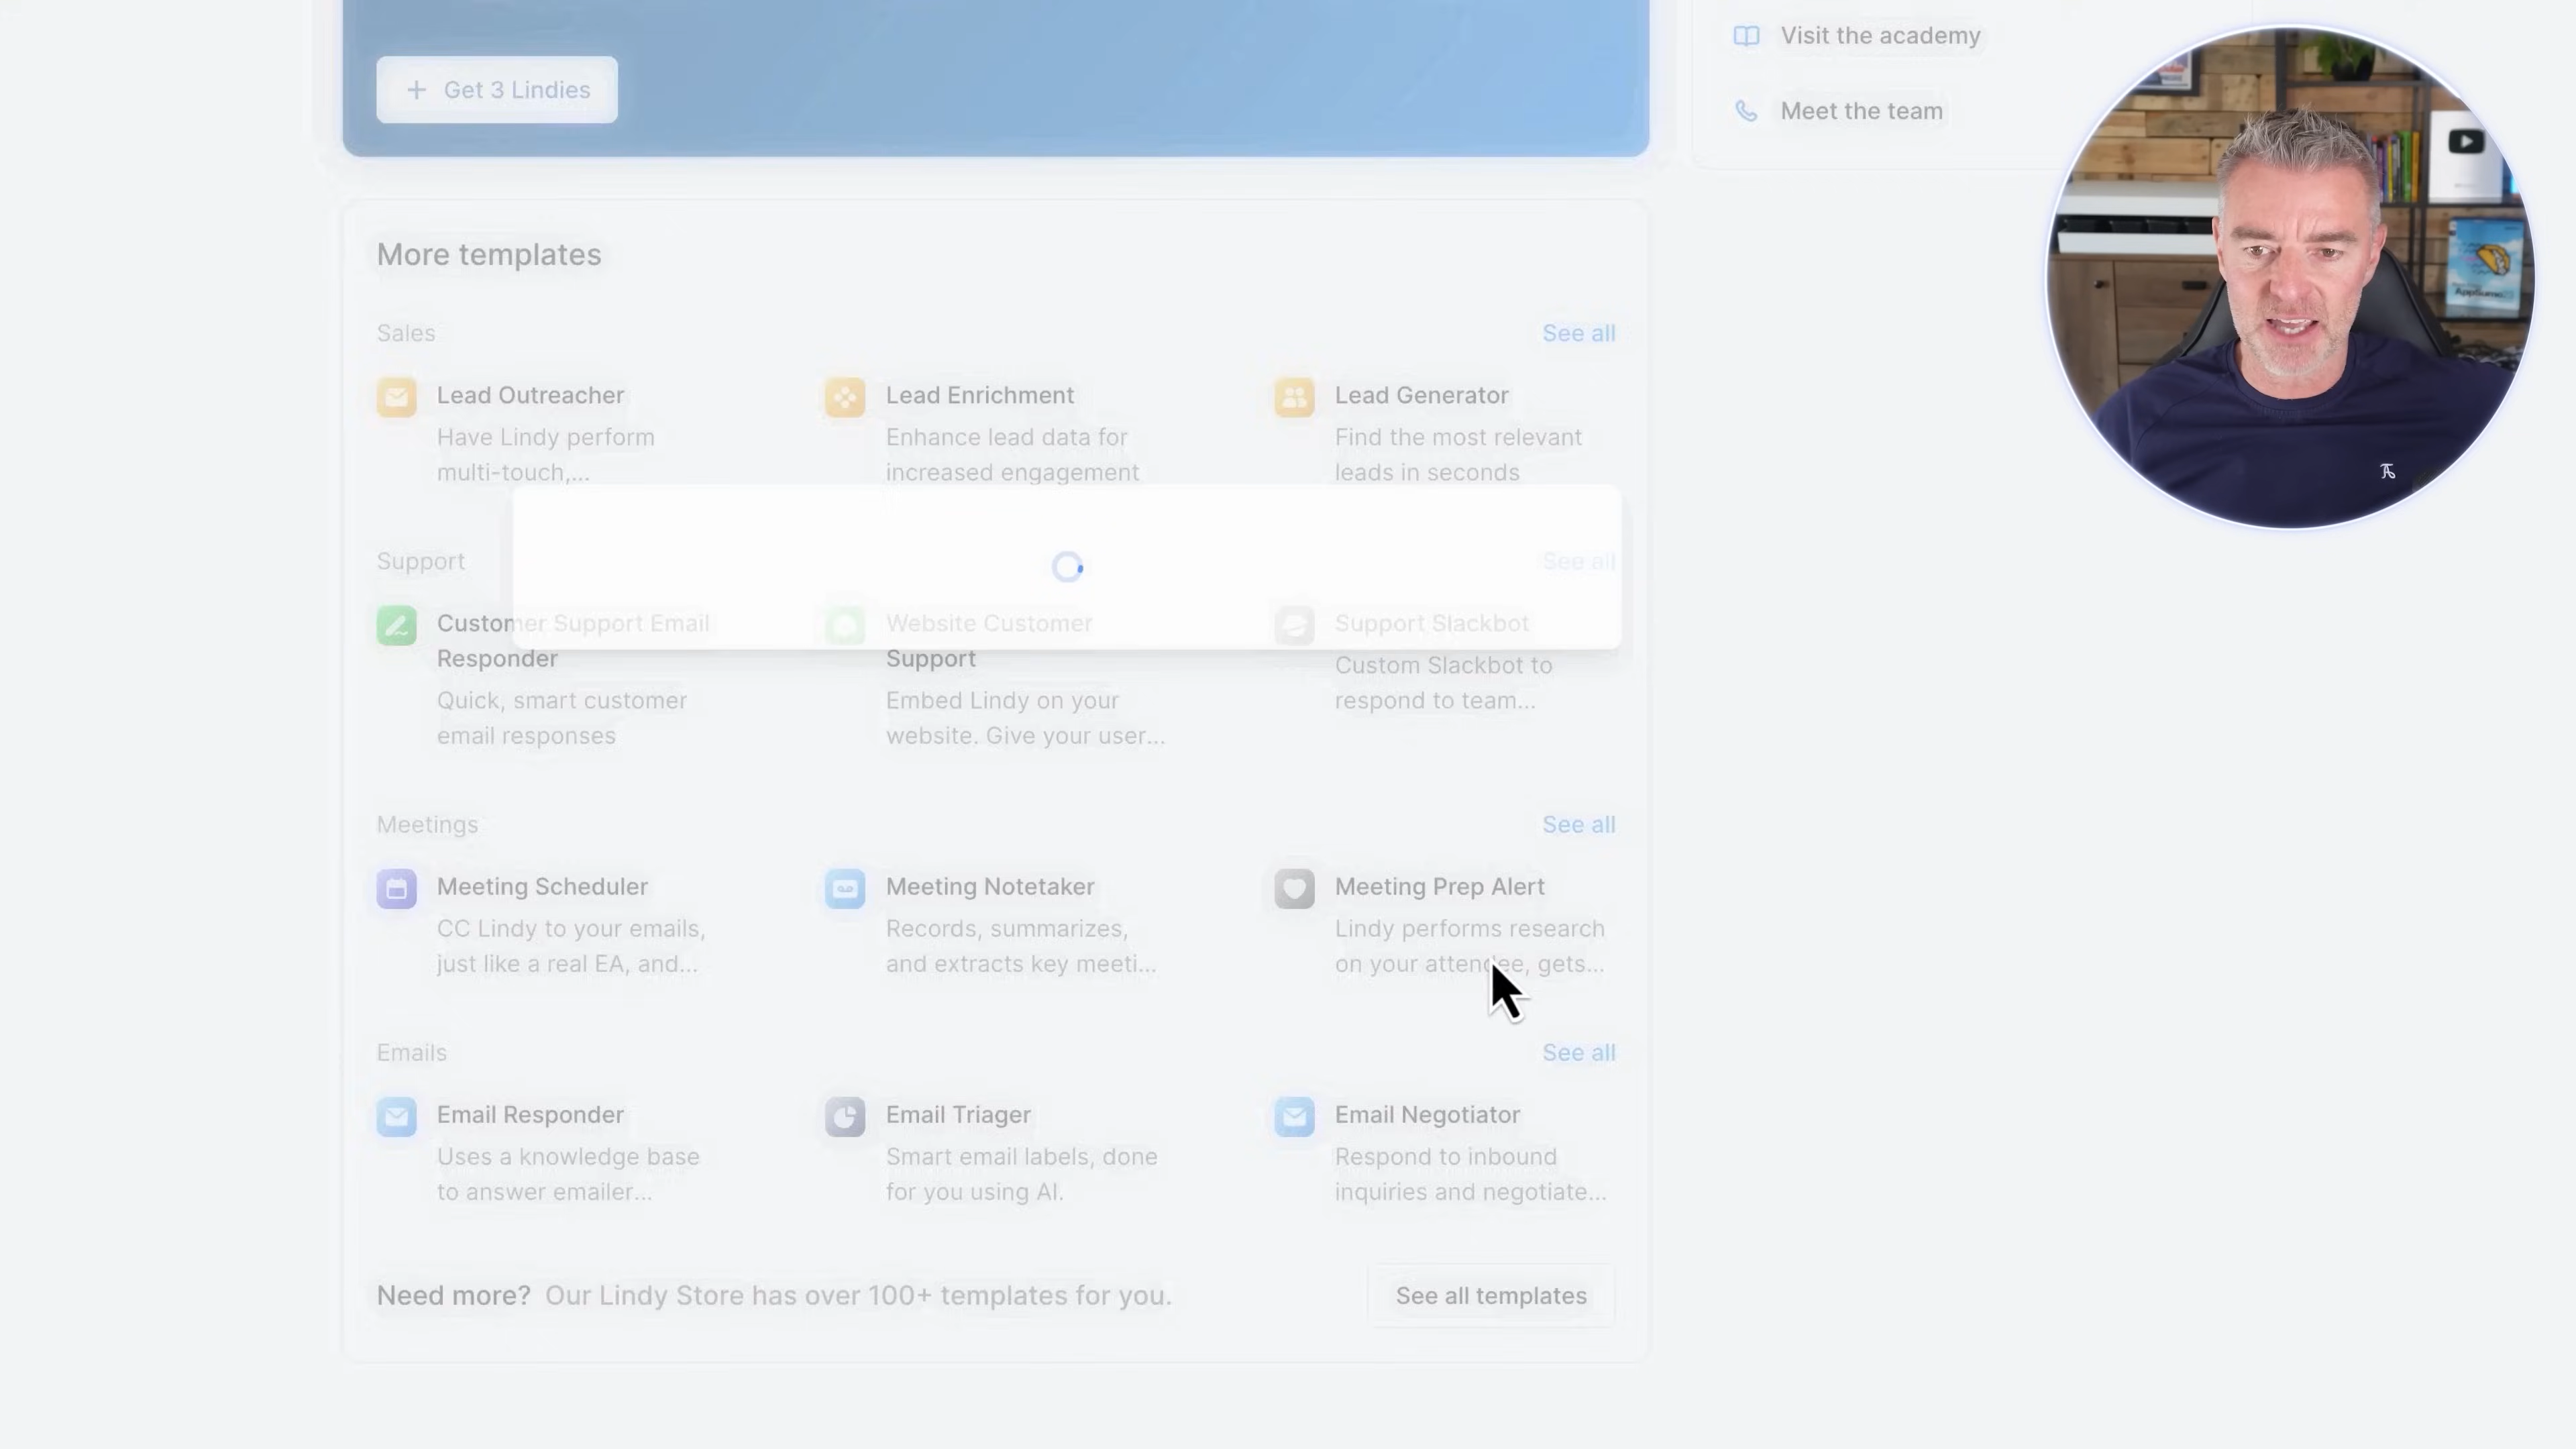 Visit the academy
Get 3 Lindies
Meet the team
More templates
Sales
See all
Lead Outreacher
Have Lindy perform
multi-touch,...
Lead Enrichment
Enhance lead data for
increased engagement
Lead Generator
Find the most relevant
leads in seconds
Support
See all
Customer Support Email
Responder
Quick, smart customer
email responses
Website Customer
Support
Embed Lindy on your
website. Give your user...
Support Slackbot
Custom Slackbot to
respond to team...
Meetings
See all
Meeting Scheduler
CC Lindy to your emails,
just like a real EA, and...
Meeting Notetaker
Records, summarizes,
and extracts key meeti...
Meeting Prep Alert
Lindy performs research
on your attendee, gets...
Emails
See all
Email Responder
Uses a knowledge base
to answer emailer...
Email Triager
Smart email labels, done
for you using AI.
Email Negotiator
Respond to inbound
inquiries and negotiate...
Need more? Our Lindy Store has over 100+ templates for you.
See all templates
AppSumo